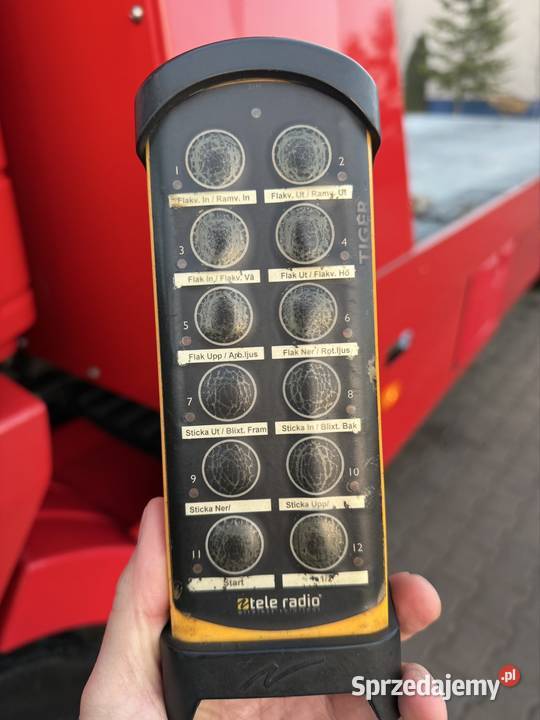 1
2
Flakv. In / Ramv. In
Flakv. Ut / Ramv. Ut
TIGER
3
4
Flak In / Flakv. Vä
Flak Ut / Flakv. Hö
5
6
Flak Upp / Arb.ljus
Flak Ner / Rot.ljus
7
8
Sticka Ut / Blixt. Fram
Sticka In / Blixt. Bak
9
10
Sticka Ner/
Sticka Upp/
11
12
Start
1/2
tele radio
Sprzedajemy.pl